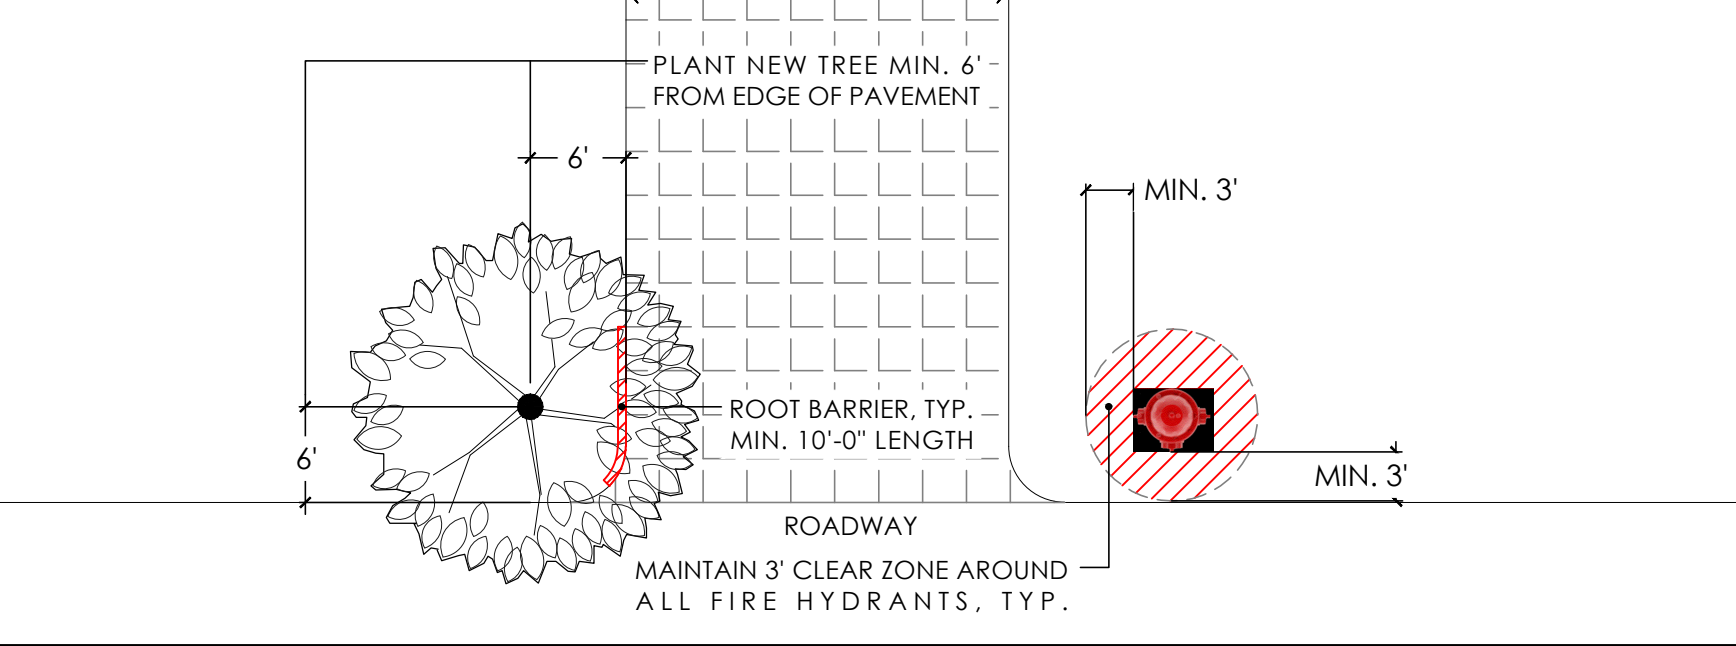 PLANT NEW TREE MIN. 6'
FROM EDGE OF PAVEMENT
6'
MIN. 3'
ROOT BARRIER, TYP.
MIN. 10'-0" LENGTH
6'
MIN. 3'
ROADWAY
MAINTAIN 3' CLEAR ZONE AROUND
ALL FIRE HYDRANTS, TYP.